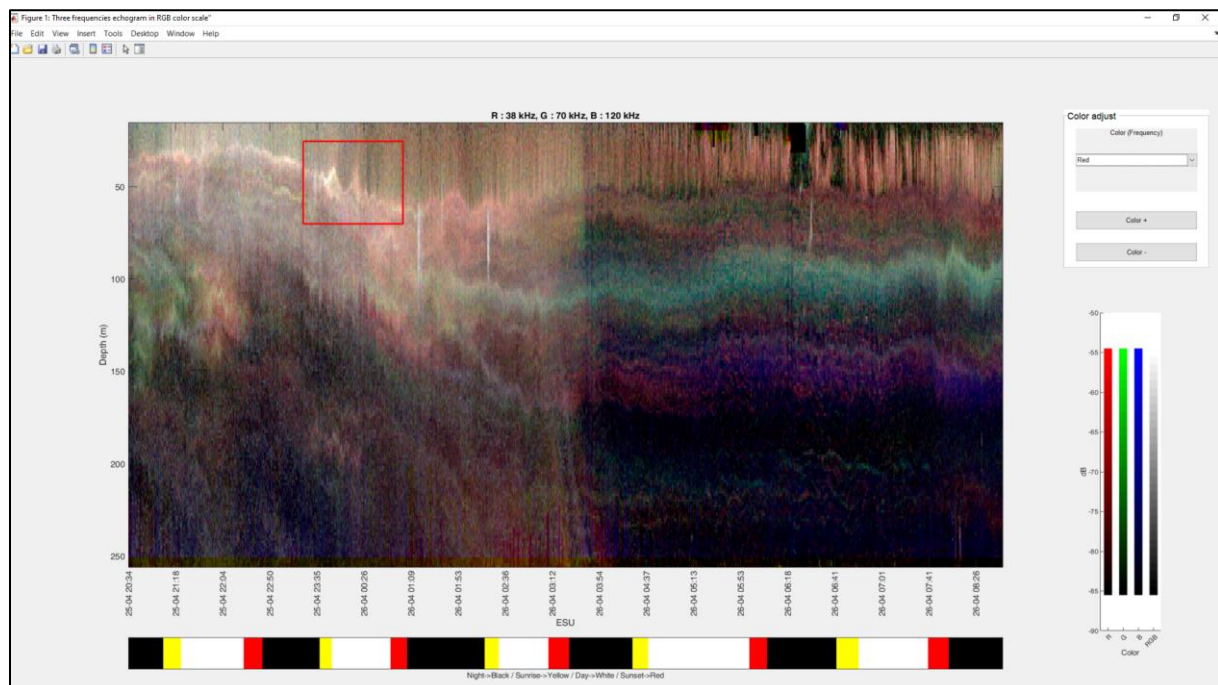 Figure 1: Three frequencies echogram in RGB color scale"
File Edit View Insert Tools Desktop Window Help
R : 38 kHz, G : 70 kHz, B : 120 kHz
Depth (m)
50
100
150
200
250
25-04 20:34
25-04 21:18
25-04 22:04
25-04 22:50
25-04 23:35
26-04 00:26
26-04 01:09
26-04 01:53
26-04 02:36
26-04 03:12
26-04 03:54
26-04 04:37
26-04 05:13
26-04 05:53
26-04 06:18
26-04 06:41
26-04 07:01
26-04 07:41
26-04 08:26
ESU
Night->Black / Sunrise->Yellow / Day->White / Sunset->Red
Color adjust
Color (Frequency)
Red
Color +
Color -
dB
-50
-55
-60
-65
-70
-75
-80
-85
-90
R
G
B
RGB
Color